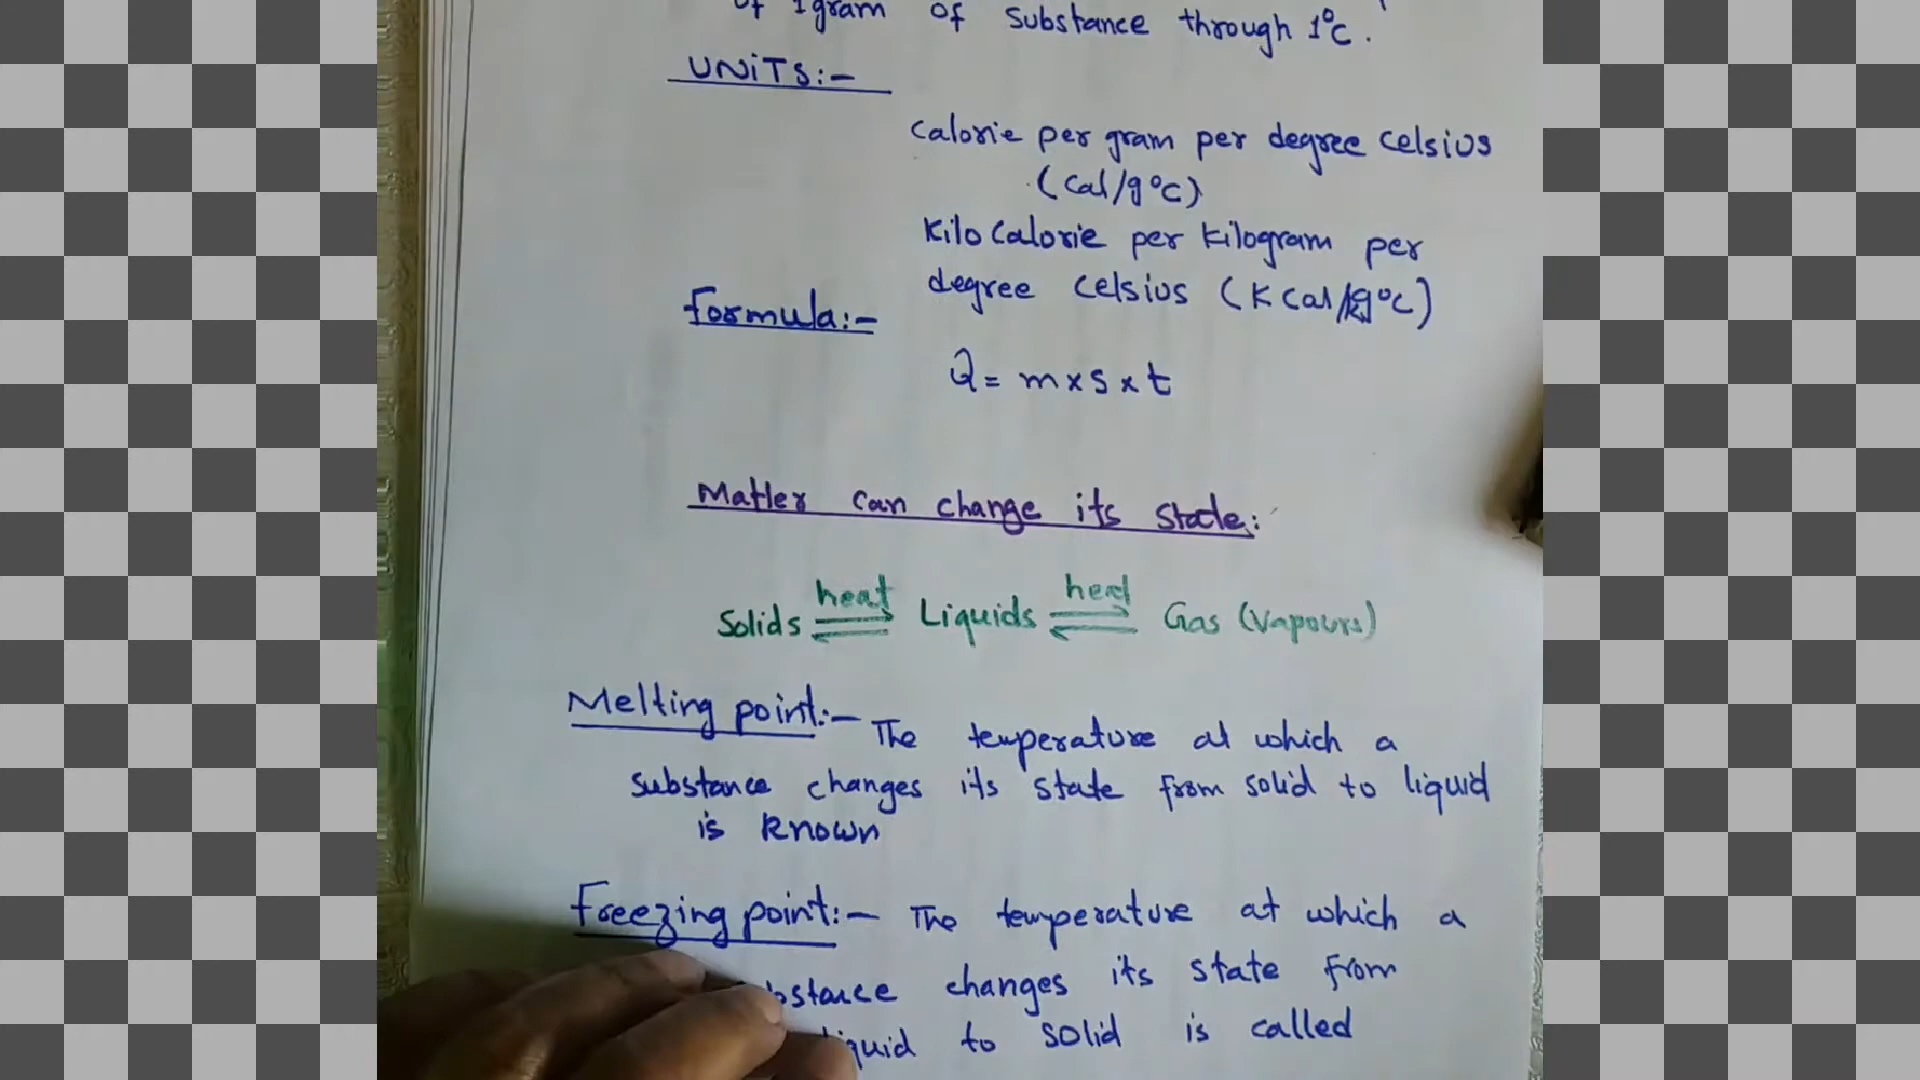 of 1gram of substance through 1°c.
UNiTS:-
Calorie per gram per degree celsius
(Cal/g°c)
Kilo Calorie per Kilogram per
degree celsius (K Cal/kg°c)
Formula:-
Q = m x s x t
Matter can change its state:
heat heat
Solids ⇌ Liquids ⇌ Gas (Vapours)
Melting point:- The temperature at which a
substance changes its state from solid to liquid
is known
Freezing point:- The temperature at which a
bstance changes its state from
iquid to solid is called